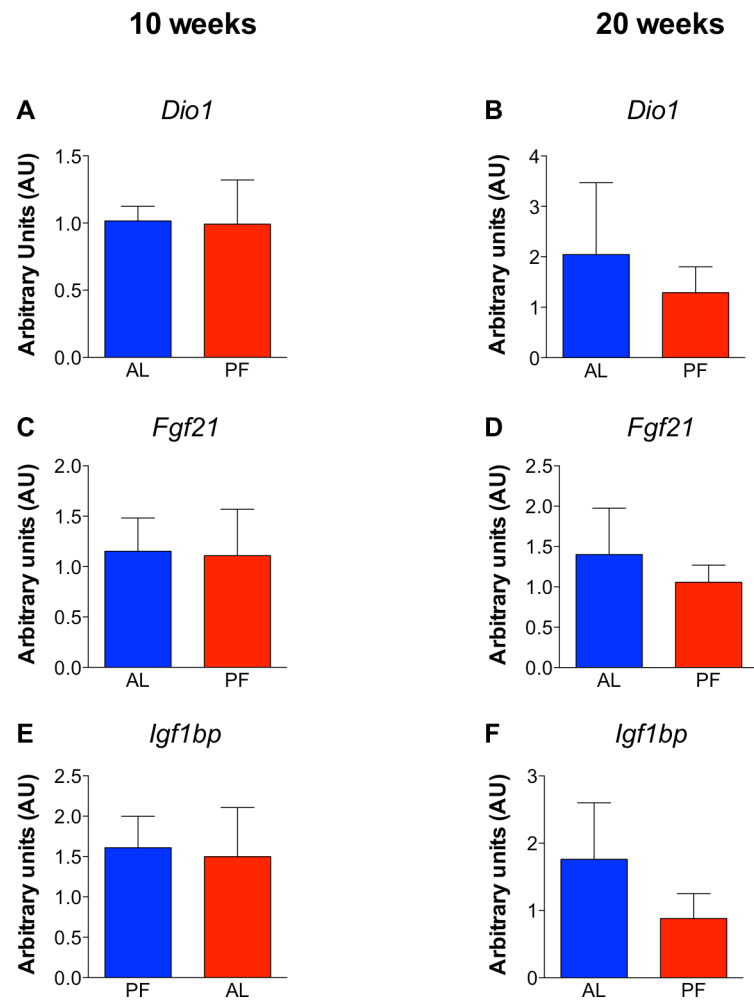 10 weeks
20 weeks
A
Dio1
B
Dio1
Arbitrary Units (AU)
1.5
1.0
0.5
0.0
AL
PF
Arbitrary units (AU)
4
3
2
1
0
AL
PF
C
Fgf21
D
Fgf21
Arbitrary units (AU)
2.0
1.5
1.0
0.5
0.0
AL
PF
Arbitrary units (AU)
2.5
2.0
1.5
1.0
0.5
0.0
AL
PF
E
Igf1bp
F
Igf1bp
Arbitrary units (AU)
2.5
2.0
1.5
1.0
0.5
0.0
PF
AL
Arbitrary units (AU)
3
2
1
0
AL
PF